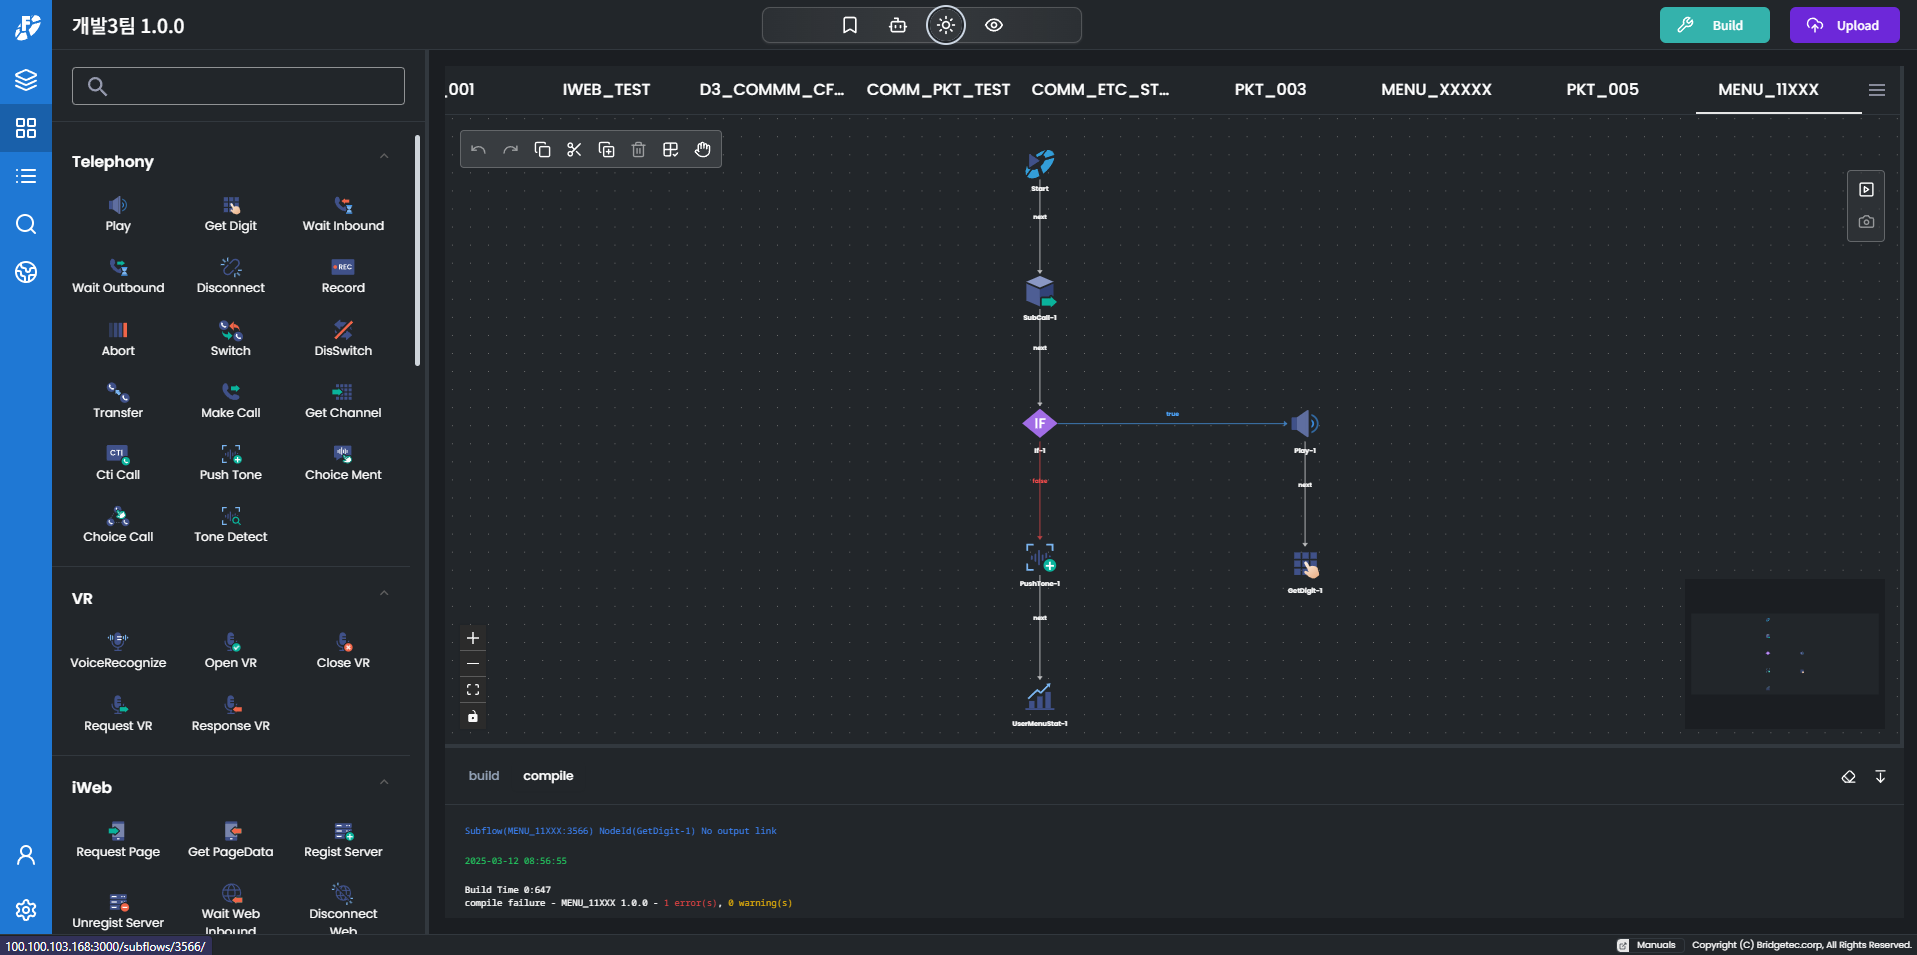 개발3팀 1.0.0
Build
Upload
Telephony
Play
Get Digit
Wait Inbound
Wait Outbound
Disconnect
REC
Record
Abort
Switch
DisSwitch
Transfer
Make Call
Get Channel
CTI
Cti Call
Push Tone
Choice Ment
Choice Call
Tone Detect
VR
VoiceRecognize
Open VR
Close VR
Request VR
Response VR
iWeb
Request Page
Get PageData
Regist Server
Unregist Server
Wait Web
Inbound
Disconnect
Web
_001
IWEB_TEST
D3_COMMM_CF...
COMM_PKT_TEST
COMM_ETC_ST...
PKT_003
MENU_XXXXX
PKT_005
MENU_11XXX
Start
next
SubCall-1
next
IF
If-1
true
Play-1
false
next
PushTone-1
GetDigit-1
next
UserMenuStat-1
build
compile
Subflow(MENU_11XXX:3566) NodeId(GetDigit-1) No output link
2025-03-12 08:56:55
Build Time 0:647
compile failure - MENU_11XXX 1.0.0 - 1 error(s), 0 warning(s)
100.100.103.168:3000/subflows/3566/
Manuals
Copyright (C) Bridgetec.corp, All Rights Reserved.